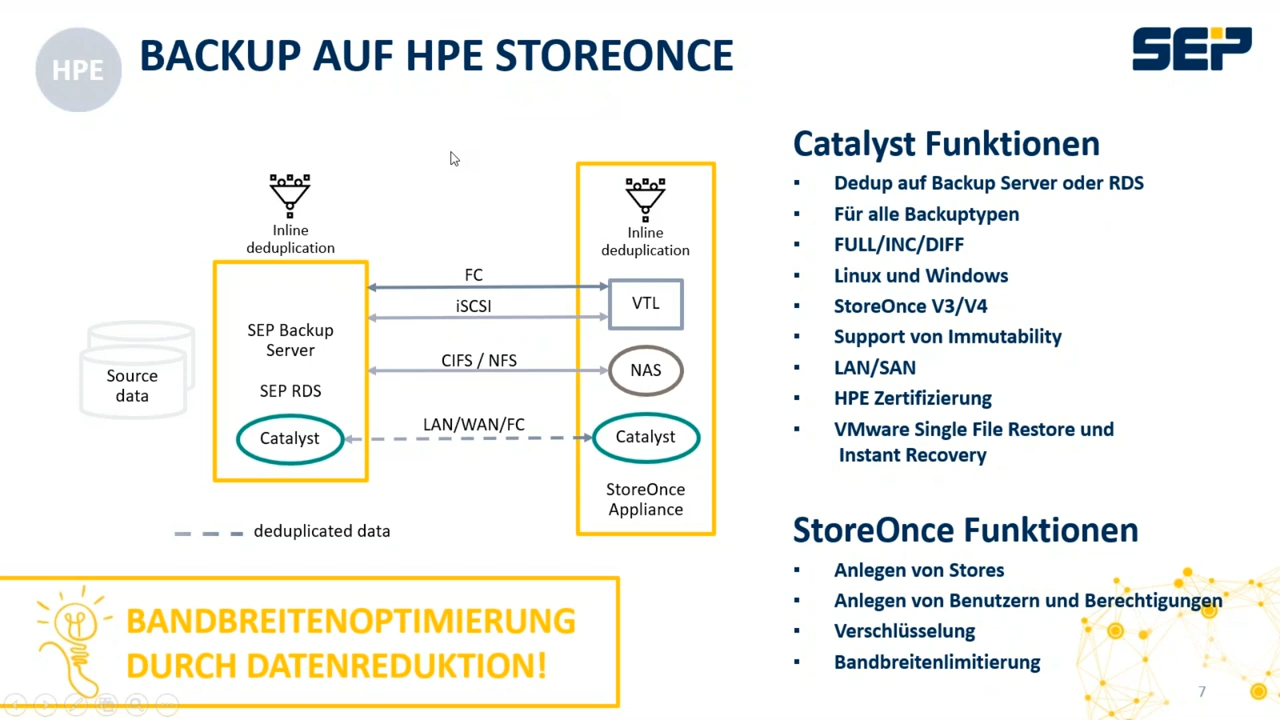 HPE
BACKUP AUF HPE STOREONCE
SEP
Inline
deduplication
SEP Backup
Server
SEP RDS
Catalyst
Source
data
FC
iSCSI
CIFS / NFS
LAN/WAN/FC
Inline
deduplication
VTL
NAS
Catalyst
StoreOnce
Appliance
deduplicated data
BANDBREITENOPTIMIERUNG
DURCH DATENREDUKTION!
Catalyst Funktionen
▪ Dedup auf Backup Server oder RDS
▪ Für alle Backuptypen
▪ FULL/INC/DIFF
▪ Linux und Windows
▪ StoreOnce V3/V4
▪ Support von Immutability
▪ LAN/SAN
▪ HPE Zertifizierung
▪ VMware Single File Restore und
Instant Recovery
StoreOnce Funktionen
▪ Anlegen von Stores
▪ Anlegen von Benutzern und Berechtigungen
▪ Verschlüsselung
▪ Bandbreitenlimitierung
7